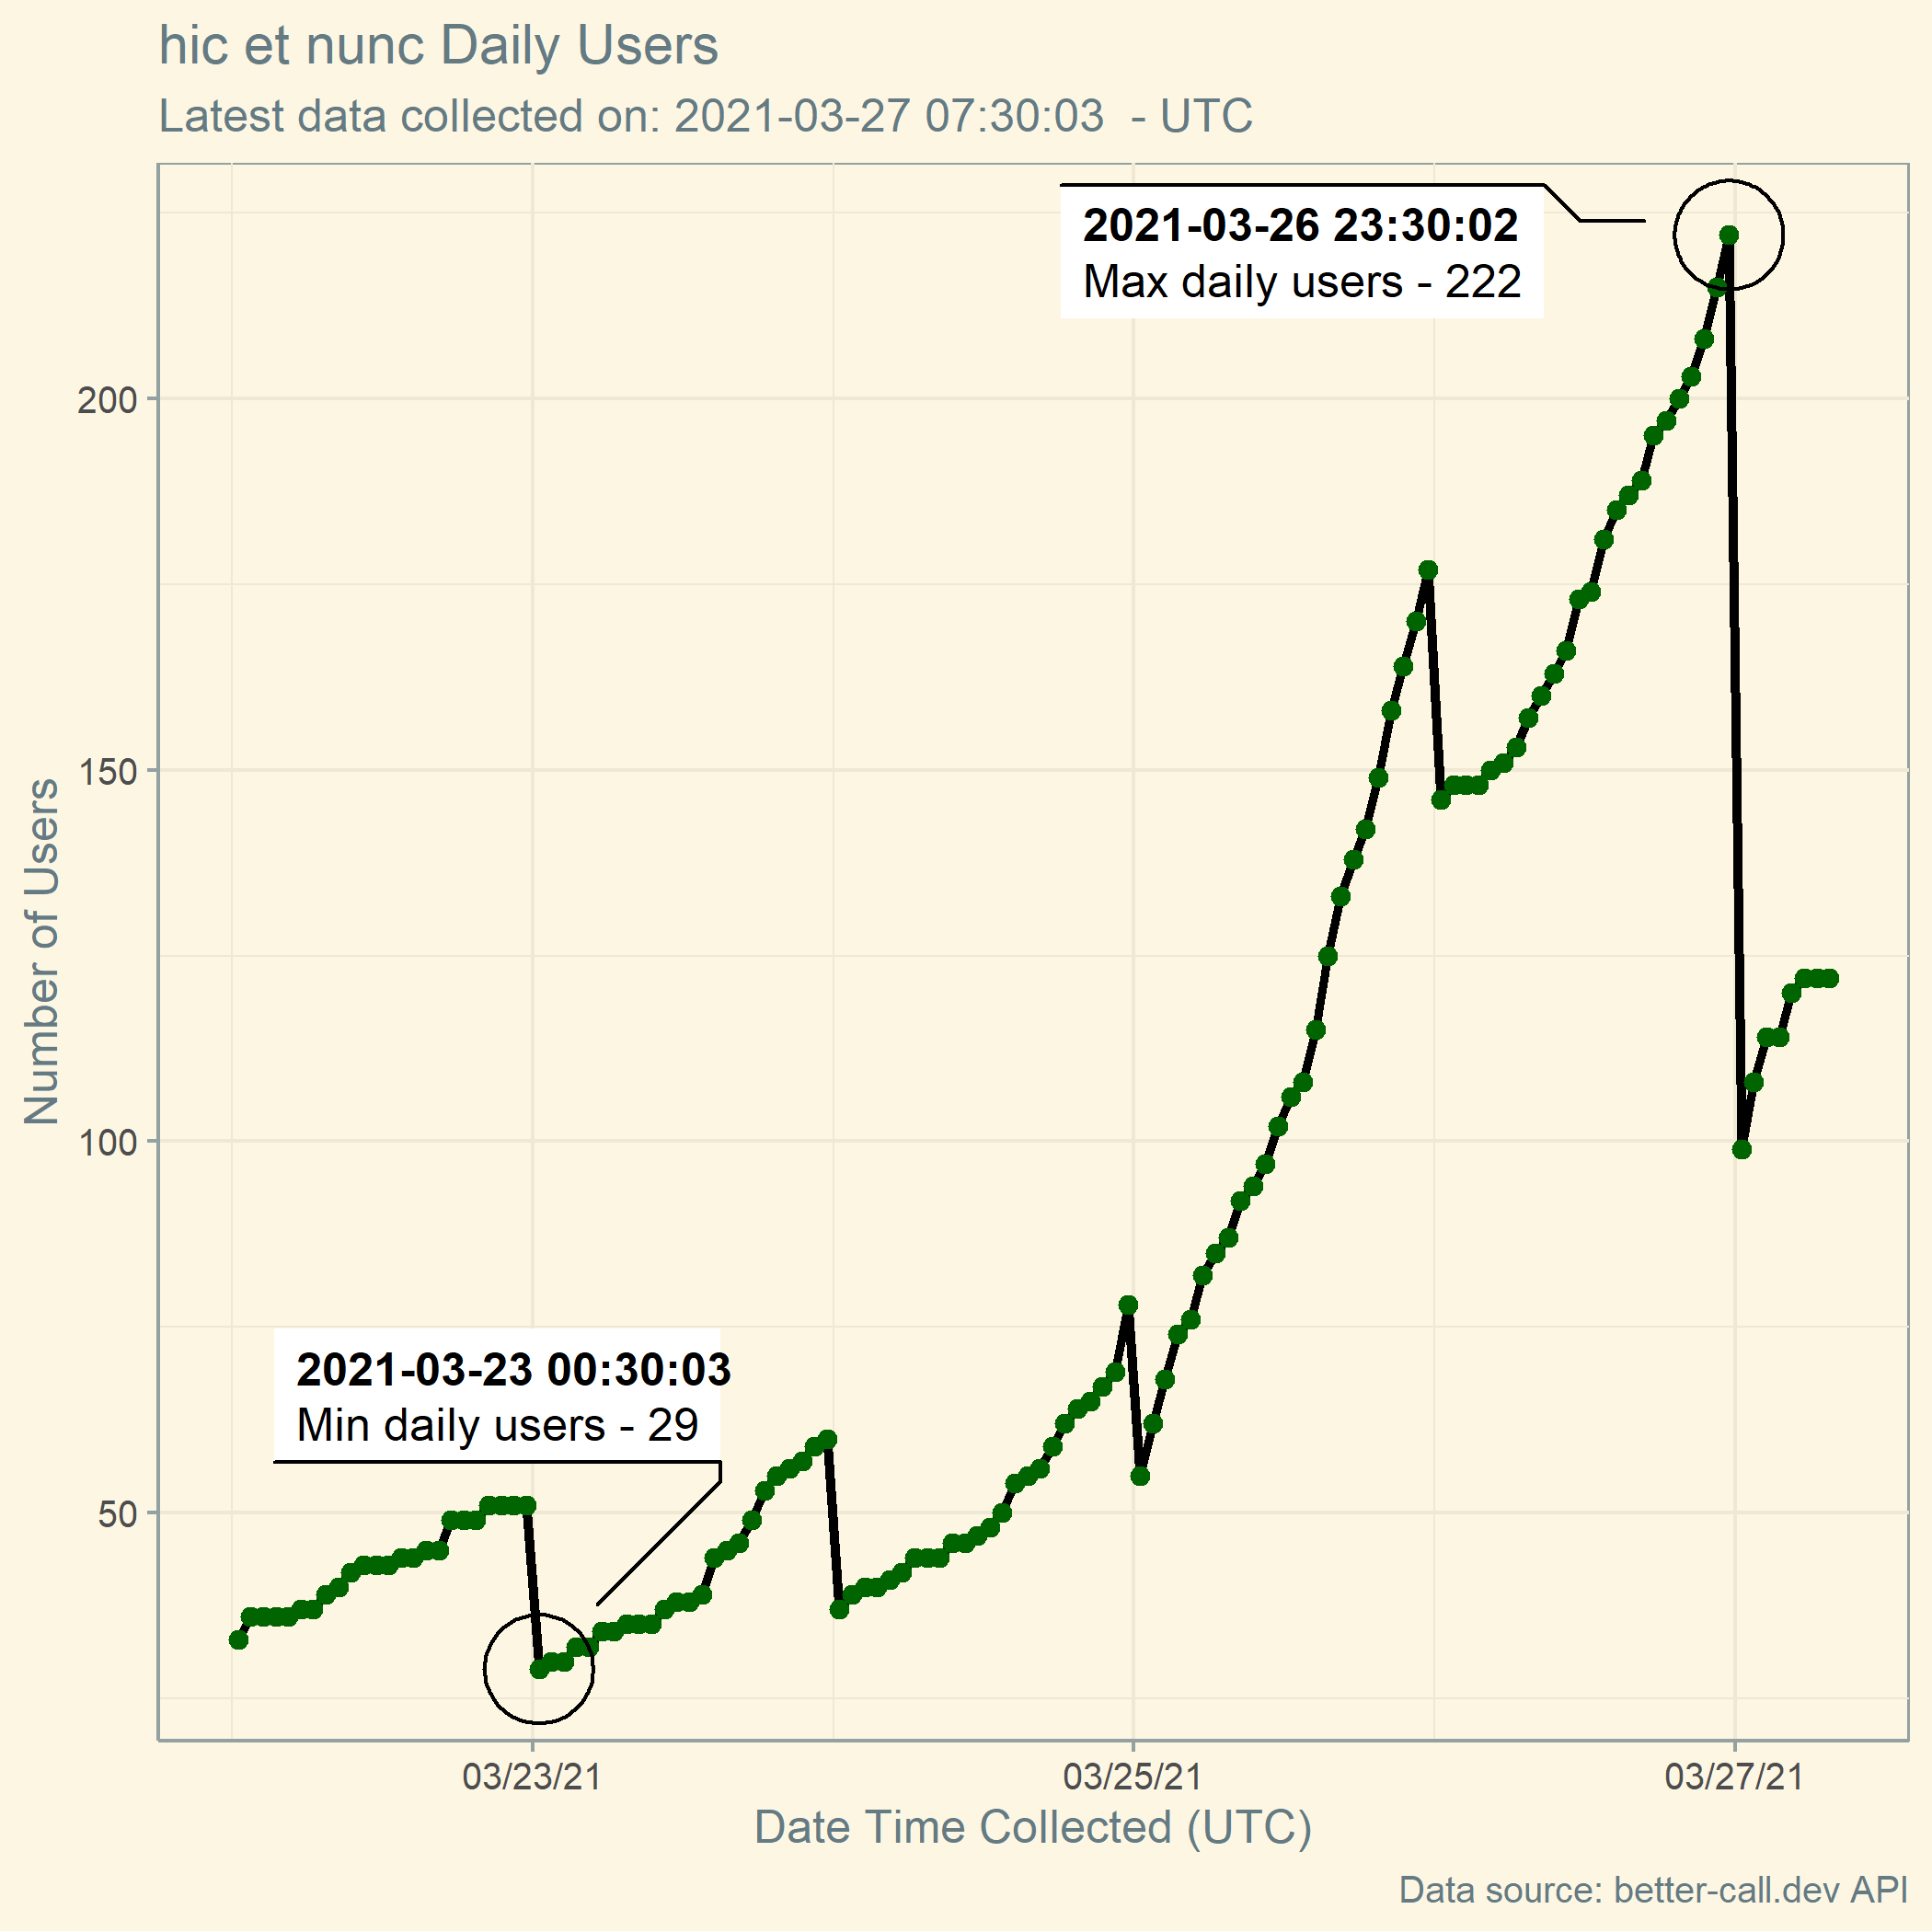 hic et nunc Daily Users
Latest data collected on: 2021-03-27 07:30:03  - UTC
2021-03-26 23:30:02
Max daily users - 222
200
150
100
50
Number of Users
2021-03-23 00:30:03
Min daily users - 29
03/23/21
03/25/21
03/27/21
Date Time Collected (UTC)
Data source: better-call.dev API